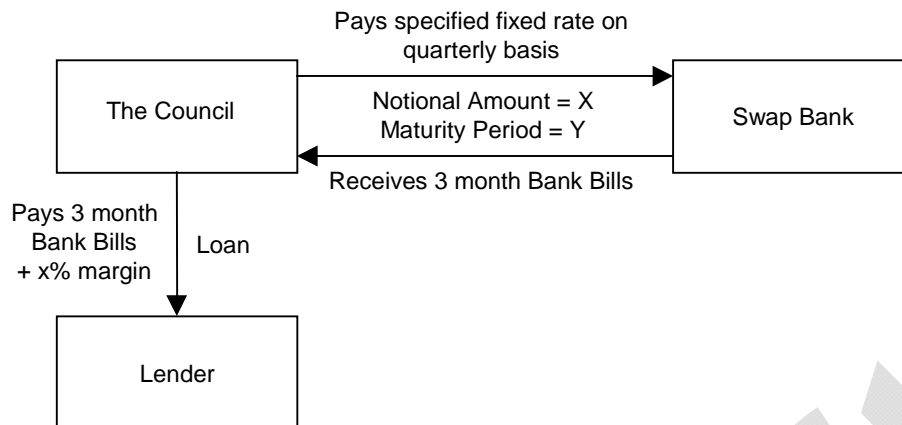 Pays specified fixed rate on
quarterly basis
The Council
Notional Amount = X
Maturity Period = Y
Swap Bank
Receives 3 month Bank Bills
Pays 3 month
Bank Bills
+ x% margin
Loan
Lender